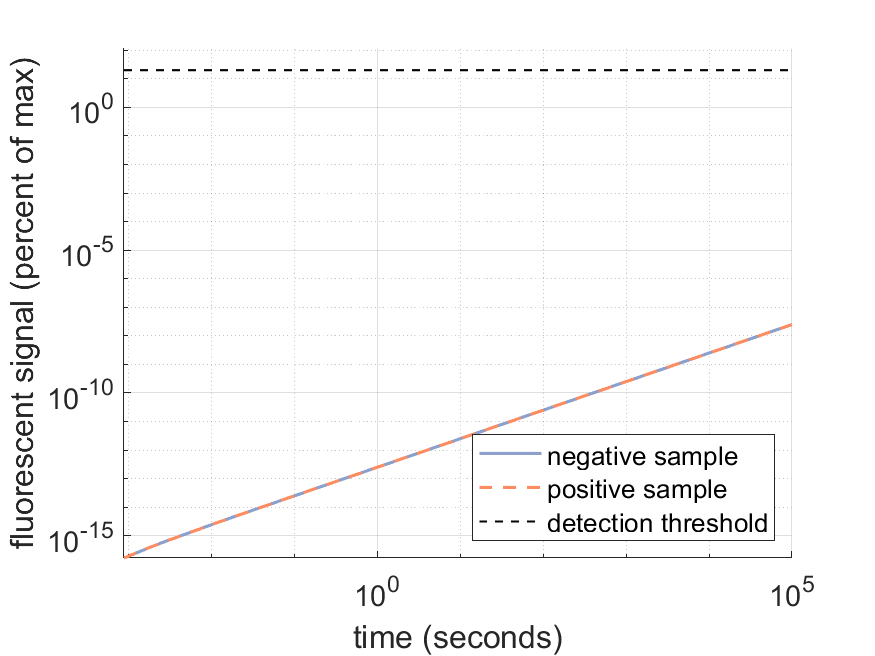 fluorescent signal (percent of max)
10^0
10^-5
10^-10
10^-15
negative sample
positive sample
detection threshold
10^0
10^5
time (seconds)